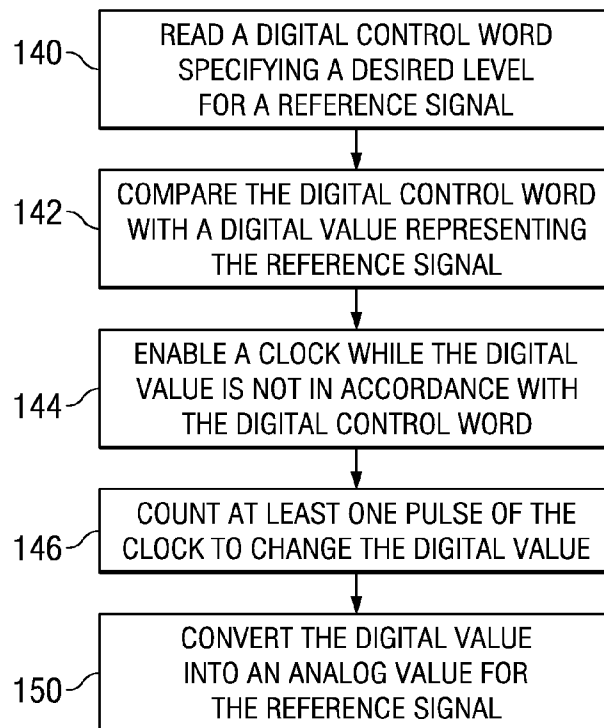 140
READ A DIGITAL CONTROL WORD
SPECIFYING A DESIRED LEVEL
FOR A REFERENCE SIGNAL
142
COMPARE THE DIGITAL CONTROL WORD
WITH A DIGITAL VALUE REPRESENTING
THE REFERENCE SIGNAL
144
ENABLE A CLOCK WHILE THE DIGITAL
VALUE IS NOT IN ACCORDANCE WITH
THE DIGITAL CONTROL WORD
146
COUNT AT LEAST ONE PULSE OF THE
CLOCK TO CHANGE THE DIGITAL VALUE
150
CONVERT THE DIGITAL VALUE
INTO AN ANALOG VALUE FOR
THE REFERENCE SIGNAL